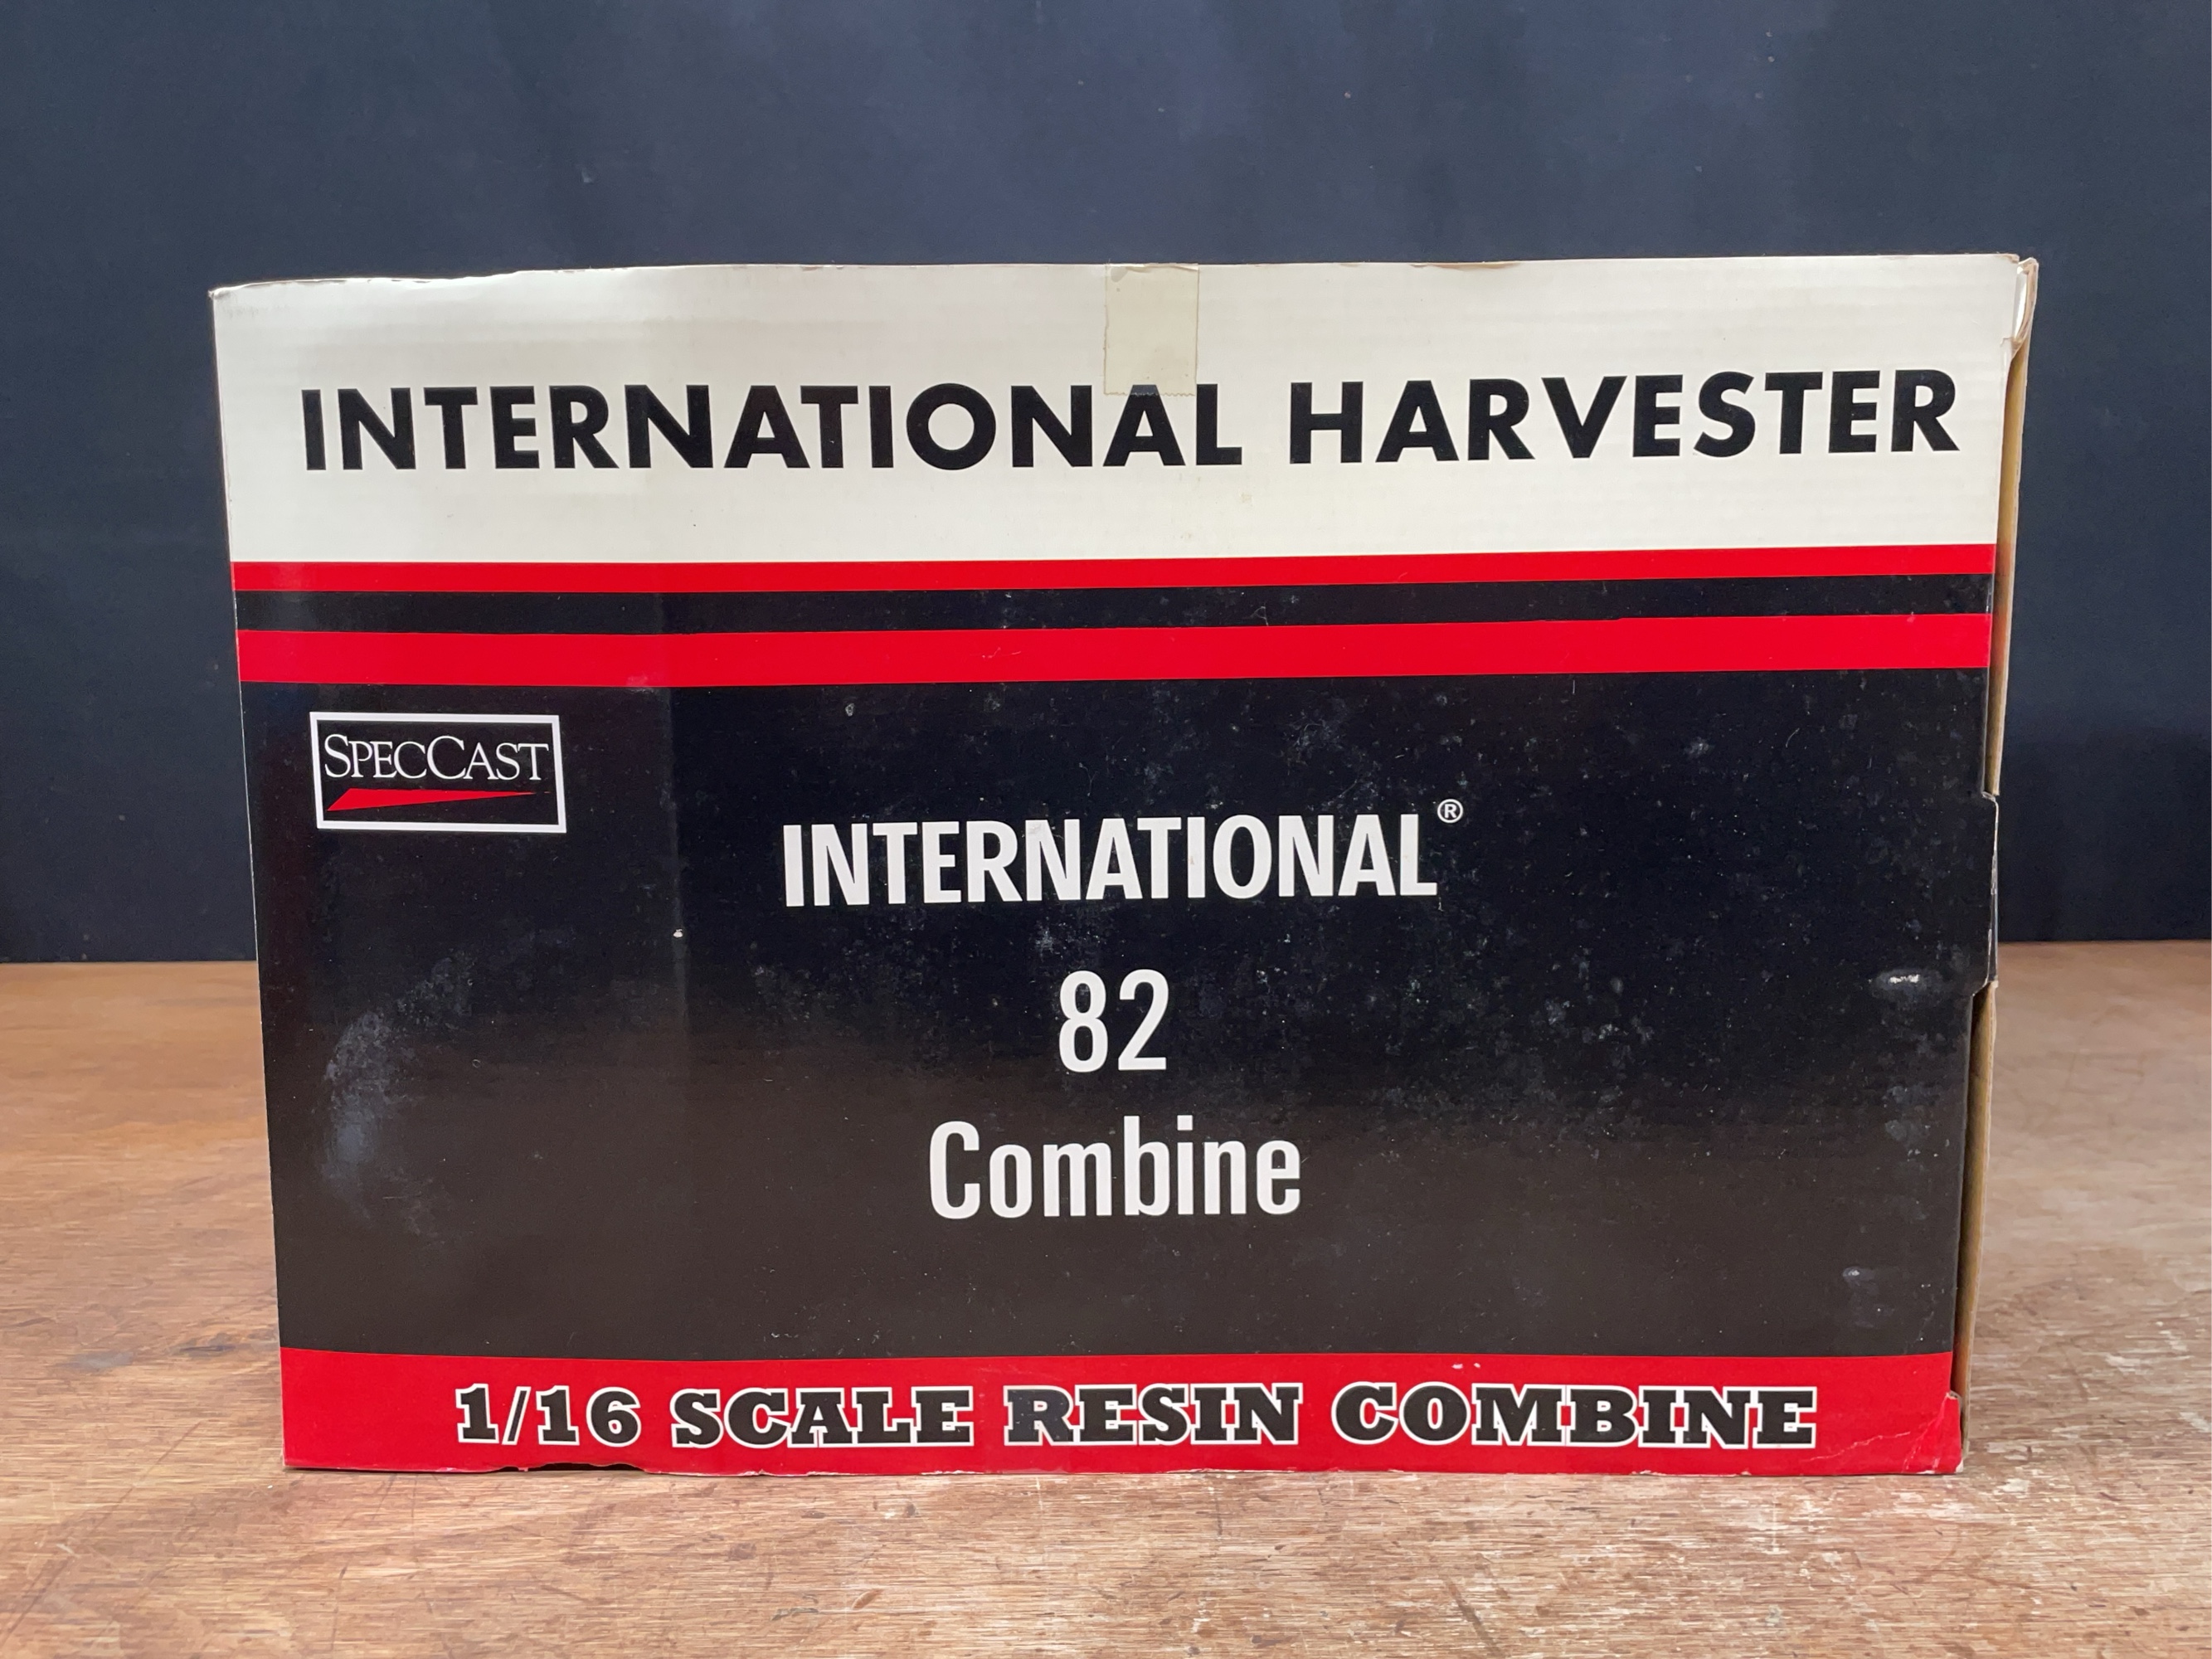 INTERNATIONAL HARVESTER
SPECCAST
INTERNATIONAL®
82
Combine
1/16 SCALE RESIN COMBINE